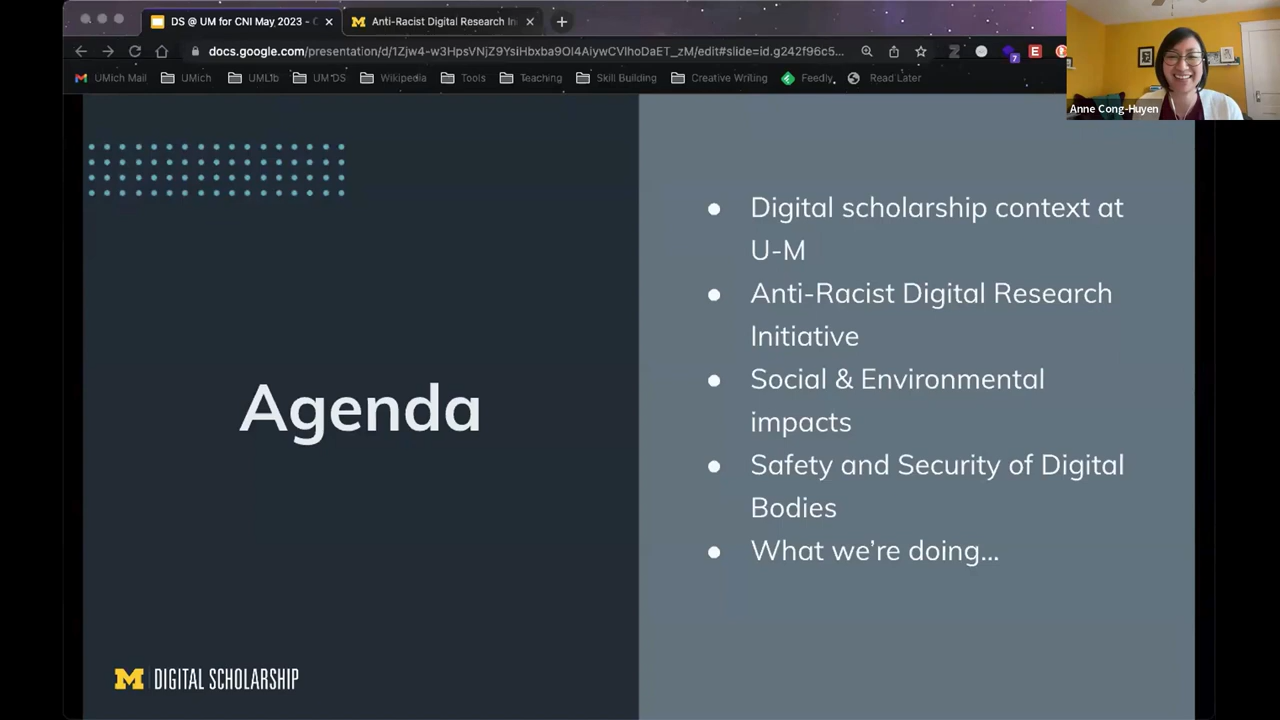 DS @ UM for CNI May 2023 - C
Anti-Racist Digital Research In
docs.google.com/presentation/d/1Zjw4-w3HpsVNjZ9YsiHbxba9OI4AiywCVlhoDaET_zM/edit#slide=id.g242f96c5...
UMich Mail
UMich
UMLib
UM DS
Wikipedia
Tools
Teaching
Skill Building
Creative Writing
Feedly
Read Later
Anne Cong-Huyen
Agenda
Digital scholarship context at
U-M
Anti-Racist Digital Research
Initiative
Social & Environmental
impacts
Safety and Security of Digital
Bodies
What we're doing...
M DIGITAL SCHOLARSHIP